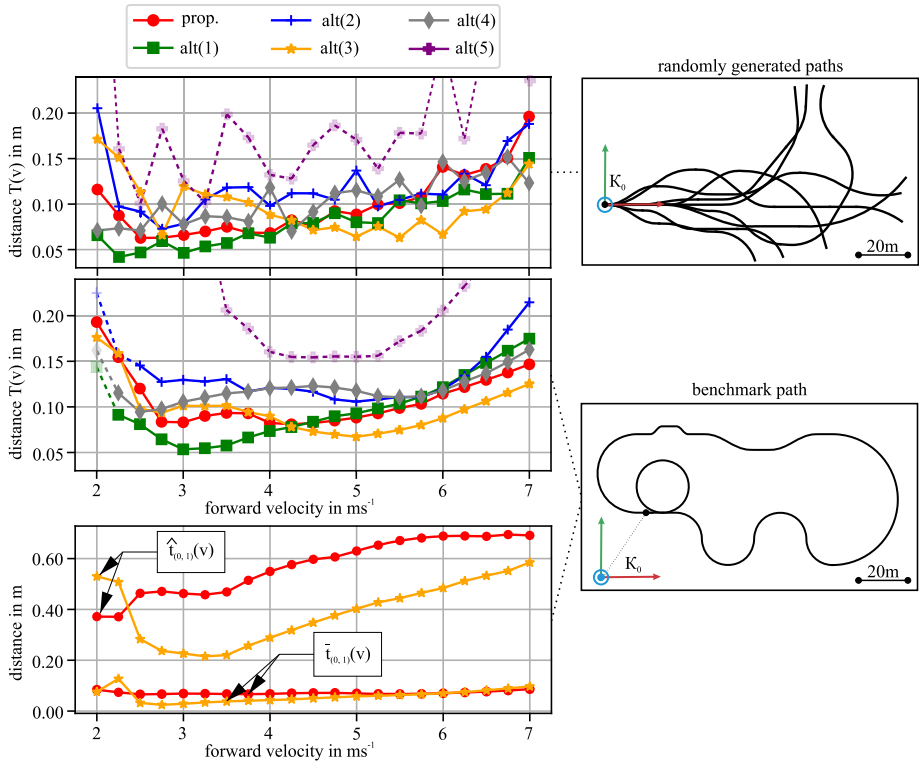 prop. alt(2) alt(4)
alt(1) alt(3) alt(5)
randomly generated paths
distance T(v) in m
0.20
0.15
0.10
0.05
K₀
20m
distance T(v) in m
0.20
0.15
0.10
0.05
2 3 4 5 6 7
forward velocity in ms⁻¹
benchmark path
K₀
20m
distance in m
0.60
0.40
0.20
0.00
t̂₍₀,₁₎(v)
t̄₍₀,₁₎(v)
2 3 4 5 6 7
forward velocity in ms⁻¹